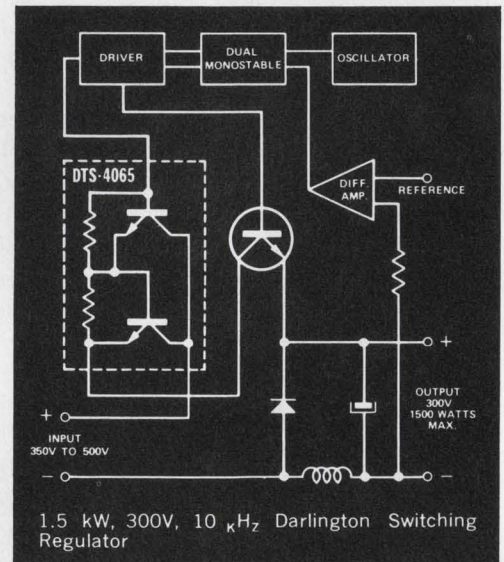 DRIVER
DUAL
MONOSTABLE
OSCILLATOR
DTS-4065
DIFF.
AMP.
REFERENCE
+
OUTPUT
300V
1500 WATTS
MAX.
+
INPUT
350V TO 500V
−
−
1.5 kW, 300V, 10 KHZ Darlington Switching
Regulator